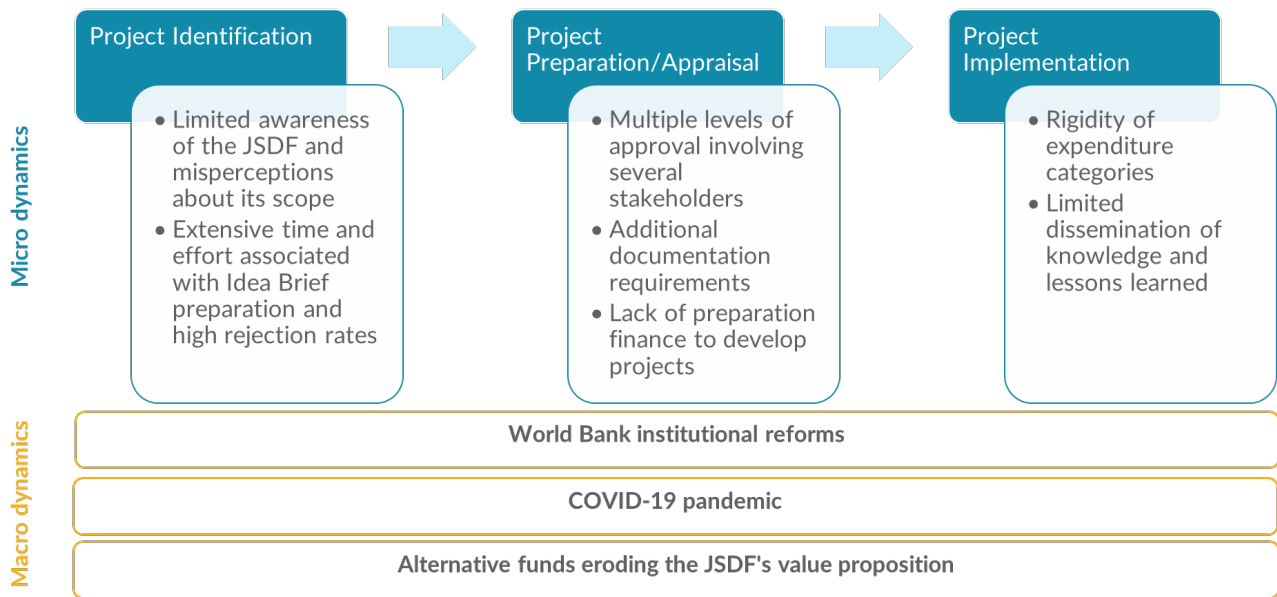 Project Identification
• Limited awareness
of the JSDF and
misperceptions
about its scope
• Extensive time and
effort associated
with Idea Brief
preparation and
high rejection rates
Project
Preparation/Appraisal
• Multiple levels of
approval involving
several
stakeholders
• Additional
documentation
requirements
• Lack of preparation
finance to develop
projects
Project
Implementation
• Rigidity of
expenditure
categories
• Limited
dissemination of
knowledge and
lessons learned
Micro dynamics
Macro dynamics
World Bank institutional reforms
COVID-19 pandemic
Alternative funds eroding the JSDF's value proposition